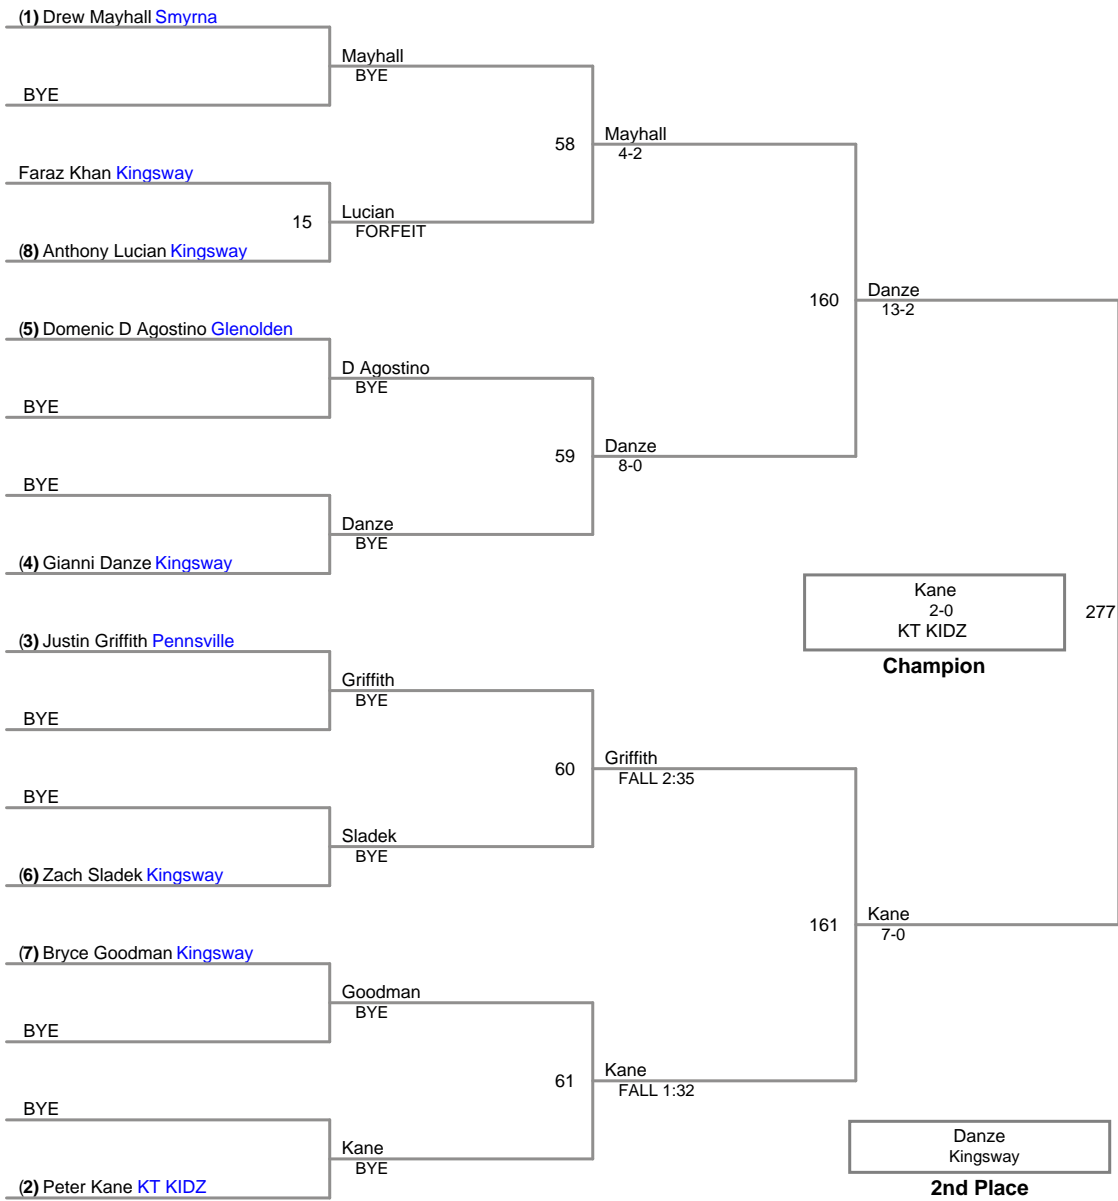 (1) Drew Mayhall Smyrna
Mayhall
BYE
BYE
58
Mayhall
4-2
Faraz Khan Kingsway
15
Lucian
FORFEIT
(8) Anthony Lucian Kingsway
160
Danze
13-2
(5) Domenic D Agostino Glenolden
D Agostino
BYE
BYE
59
Danze
8-0
BYE
Danze
BYE
(4) Gianni Danze Kingsway
Kane
2-0
KT KIDZ
Champion
277
(3) Justin Griffith Pennsville
Griffith
BYE
BYE
60
Griffith
FALL 2:35
BYE
Sladek
BYE
(6) Zach Sladek Kingsway
161
Kane
7-0
(7) Bryce Goodman Kingsway
Goodman
BYE
BYE
61
Kane
FALL 1:32
BYE
Kane
BYE
(2) Peter Kane KT KIDZ
Danze
Kingsway
2nd Place